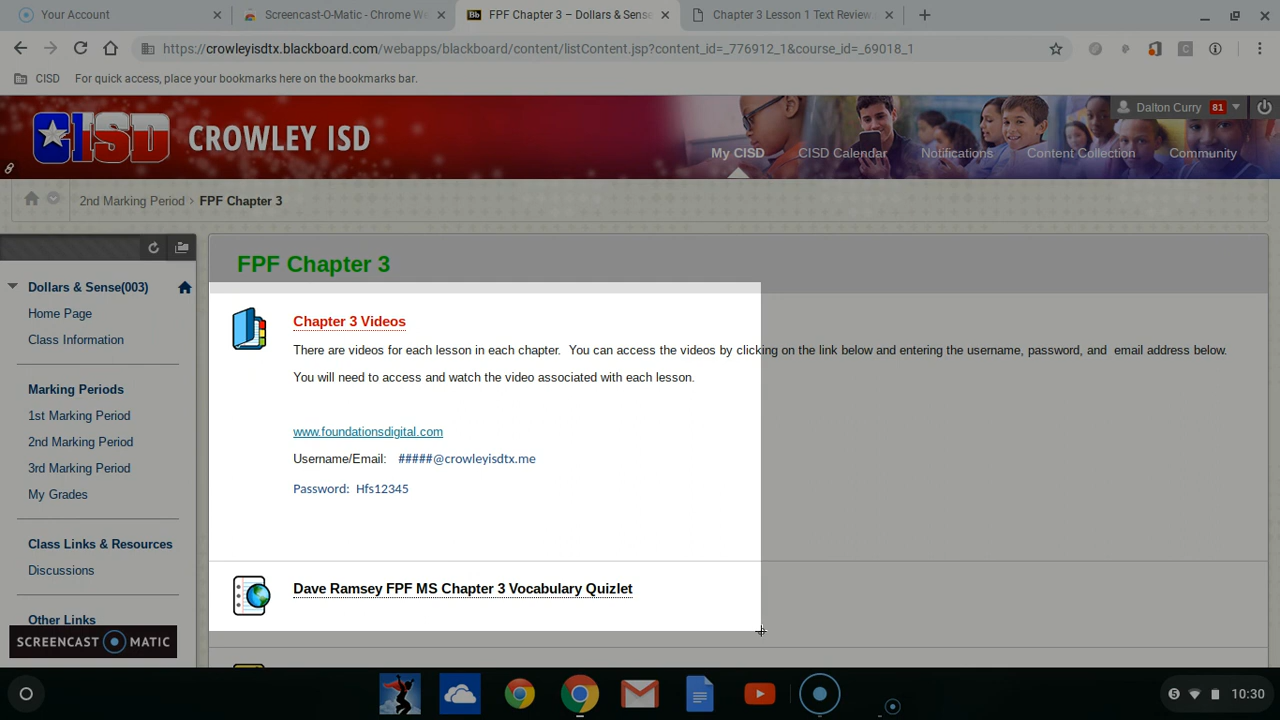 Your Account
Screencast-O-Matic - Chrome We
FPF Chapter 3 – Dollars & Sense
Chapter 3 Lesson 1 Text Review
https://crowleyisdtx.blackboard.com/webapps/blackboard/content/listContent.jsp?content_id=_776912_1&course_id=_69018_1
CISD For quick access, place your bookmarks here on the bookmarks bar.
Dalton Curry 81
CISD CROWLEY ISD
My CISD CISD Calendar Notifications Content Collection Community
2nd Marking Period > FPF Chapter 3
Dollars & Sense(003)
Home Page
Class Information
Marking Periods
1st Marking Period
2nd Marking Period
3rd Marking Period
My Grades
Class Links & Resources
Discussions
Other Links
SCREENCAST MATIC
FPF Chapter 3
Chapter 3 Videos
There are videos for each lesson in each chapter. You can access the videos by clicking on the link below and entering the username, password, and email address below.
You will need to access and watch the video associated with each lesson.
www.foundationsdigital.com
Username/Email: #####@crowleyisdtx.me
Password: Hfs12345
Dave Ramsey FPF MS Chapter 3 Vocabulary Quizlet
5 10:30